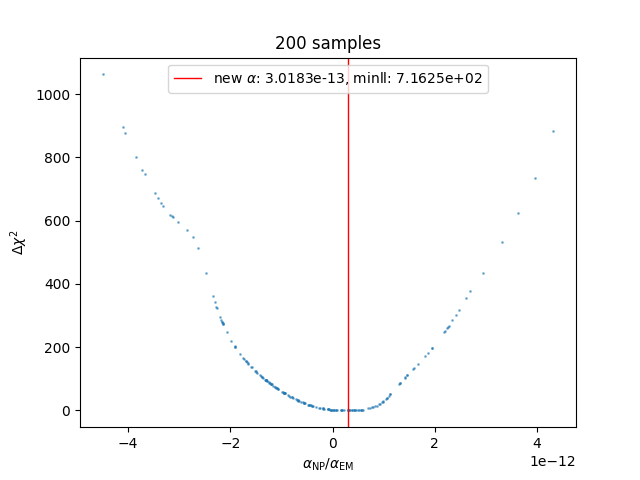 200 samples
new α: 3.0183e-13, minll: 7.1625e+02
1000
800
600
400
200
0
Δχ²
−4 −2 0 2 4
1e−12
α_NP/α_EM